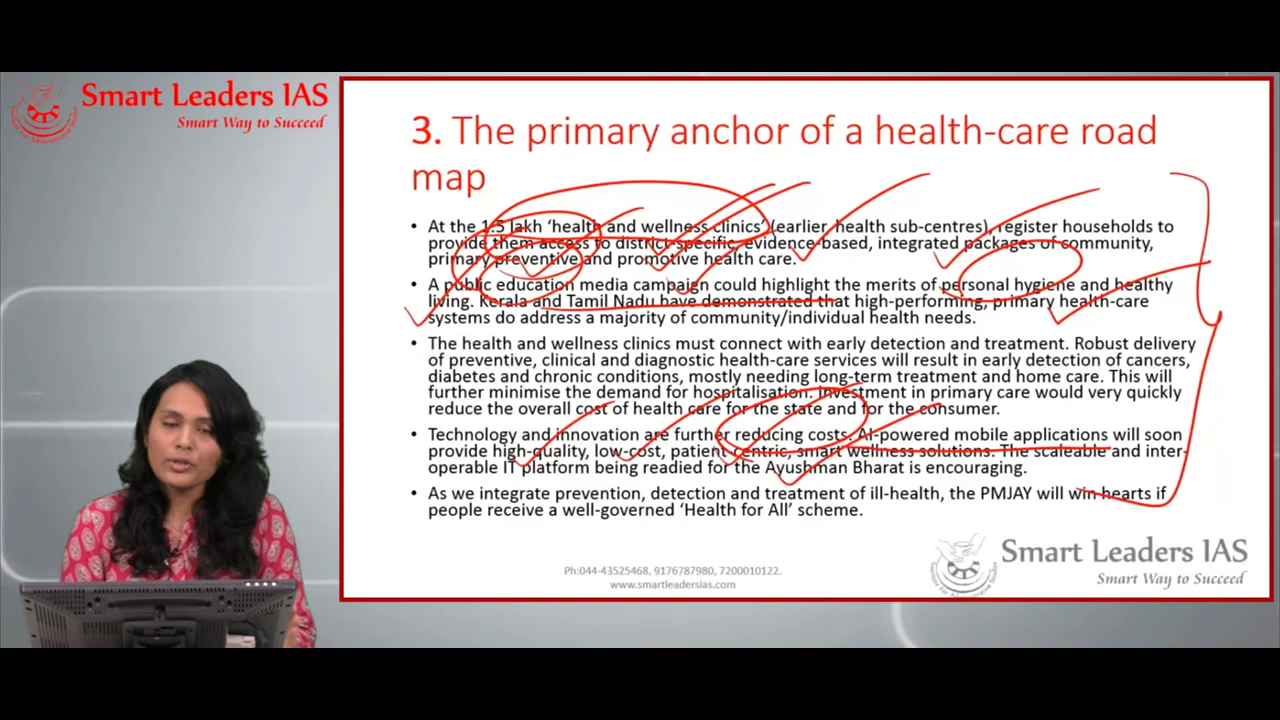 Smart Leaders IAS
Smart Way to Succeed
3. The primary anchor of a health-care road
map
• At the 1.5 lakh ‘health and wellness clinics’ (earlier health sub-centres), register households to
provide them access to district-specific, evidence-based, integrated packages of community,
primary preventive and promotive health care.
• A public education media campaign could highlight the merits of personal hygiene and healthy
living. Kerala and Tamil Nadu have demonstrated that high-performing, primary health-care
systems do address a majority of community/individual health needs.
• The health and wellness clinics must connect with early detection and treatment. Robust delivery
of preventive, clinical and diagnostic health-care services will result in early detection of cancers,
diabetes and chronic conditions, mostly needing long-term treatment and home care. This will
further minimise the demand for hospitalisation. Investment in primary care would very quickly
reduce the overall cost of health care for the state and for the consumer.
• Technology and innovation are further reducing costs. AI-powered mobile applications will soon
provide high-quality, low-cost, patient centric, smart wellness solutions. The scaleable and inter-
operable IT platform being readied for the Ayushman Bharat is encouraging.
• As we integrate prevention, detection and treatment of ill-health, the PMJAY will win hearts if
people receive a well-governed ‘Health for All’ scheme.
Smart Leaders IAS
Smart Way to Succeed
Ph:044-43525468, 9176787980, 7200010122.
www.smartleadersias.com